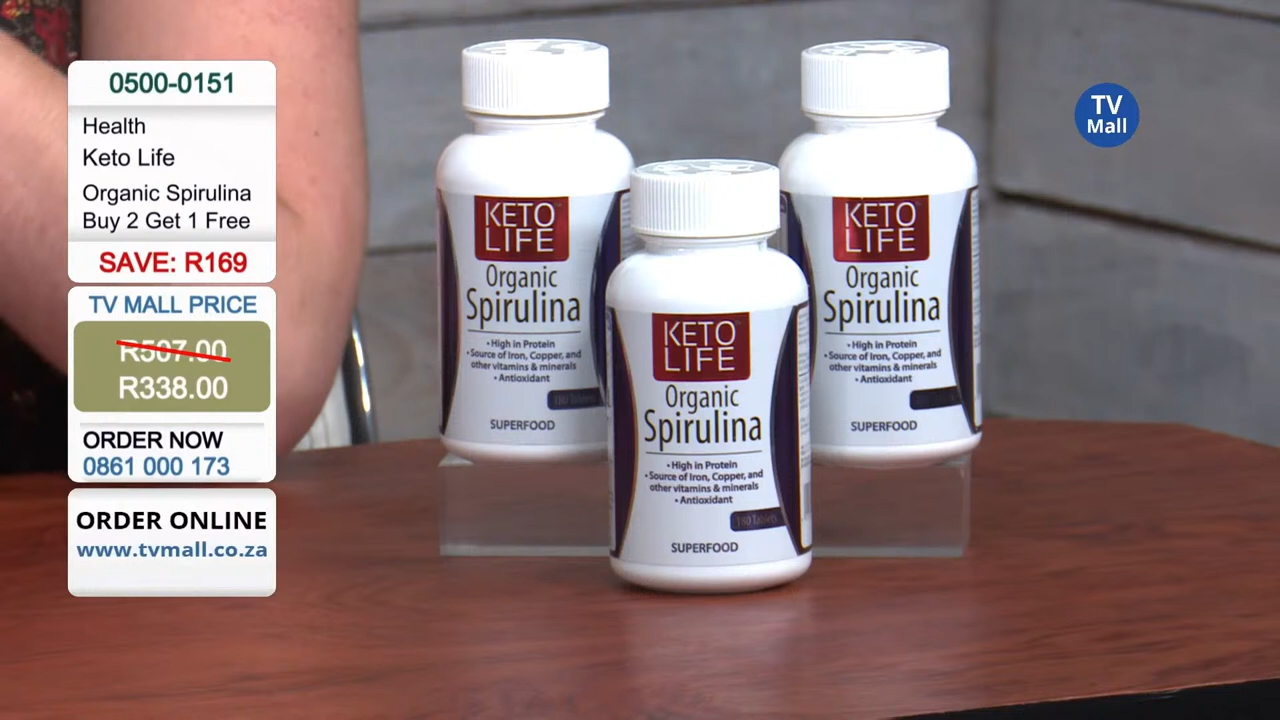 0500-0151
Health
Keto Life
Organic Spirulina
Buy 2 Get 1 Free
SAVE: R169
TV MALL PRICE
R507.00
R338.00
ORDER NOW
0861 000 173
ORDER ONLINE
www.tvmall.co.za
TV
Mall
KETO
LIFE
Organic
Spirulina
• High in Protein
• Source of Iron, Copper, and
other vitamins & minerals
• Antioxidant
180 Tablets
SUPERFOOD
KETO
LIFE
Organic
Spirulina
• High in Protein
• Source of Iron, Copper, and
other vitamins & minerals
• Antioxidant
180 Tablets
SUPERFOOD
KETO
LIFE
Organic
Spirulina
• High in Protein
• Source of Iron, Copper, and
other vitamins & minerals
• Antioxidant
SUPERFOOD